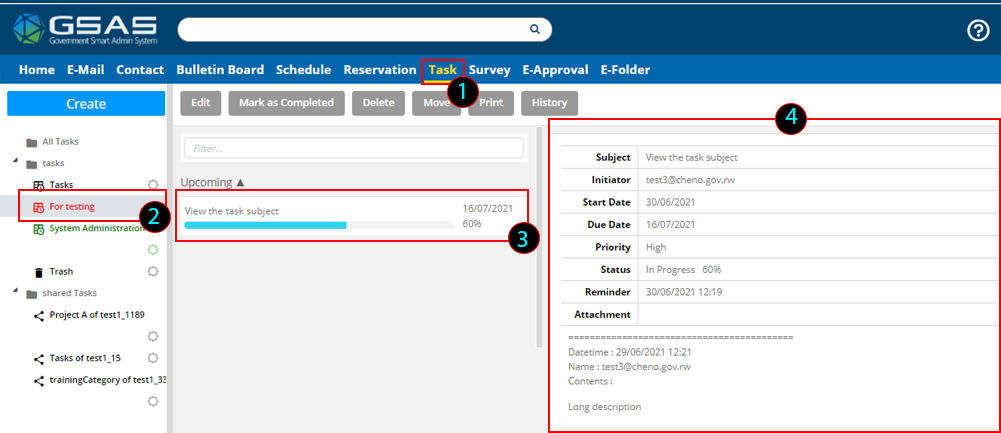 GSAS
Government Smart Admin System
Home E-Mail Contact Bulletin Board Schedule Reservation Task Survey E-Approval E-Folder
1
Create
Edit Mark as Completed Delete Move Print History
All Tasks
tasks
Tasks
For testing
2
System Administration
Trash
shared Tasks
Project A of test1_1189
Tasks of test1_15
trainingCategory of test1_33
Filter...
Upcoming ▲
View the task subject 16/07/2021
60%
3
4
Subject View the task subject
Initiator test3@cheno.gov.rw
Start Date 30/06/2021
Due Date 16/07/2021
Priority High
Status In Progress 60%
Reminder 30/06/2021 12:19
Attachment
==========================================
Datetime : 29/06/2021 12:21
Name : test3@cheno.gov.rw
Contents :
Long description